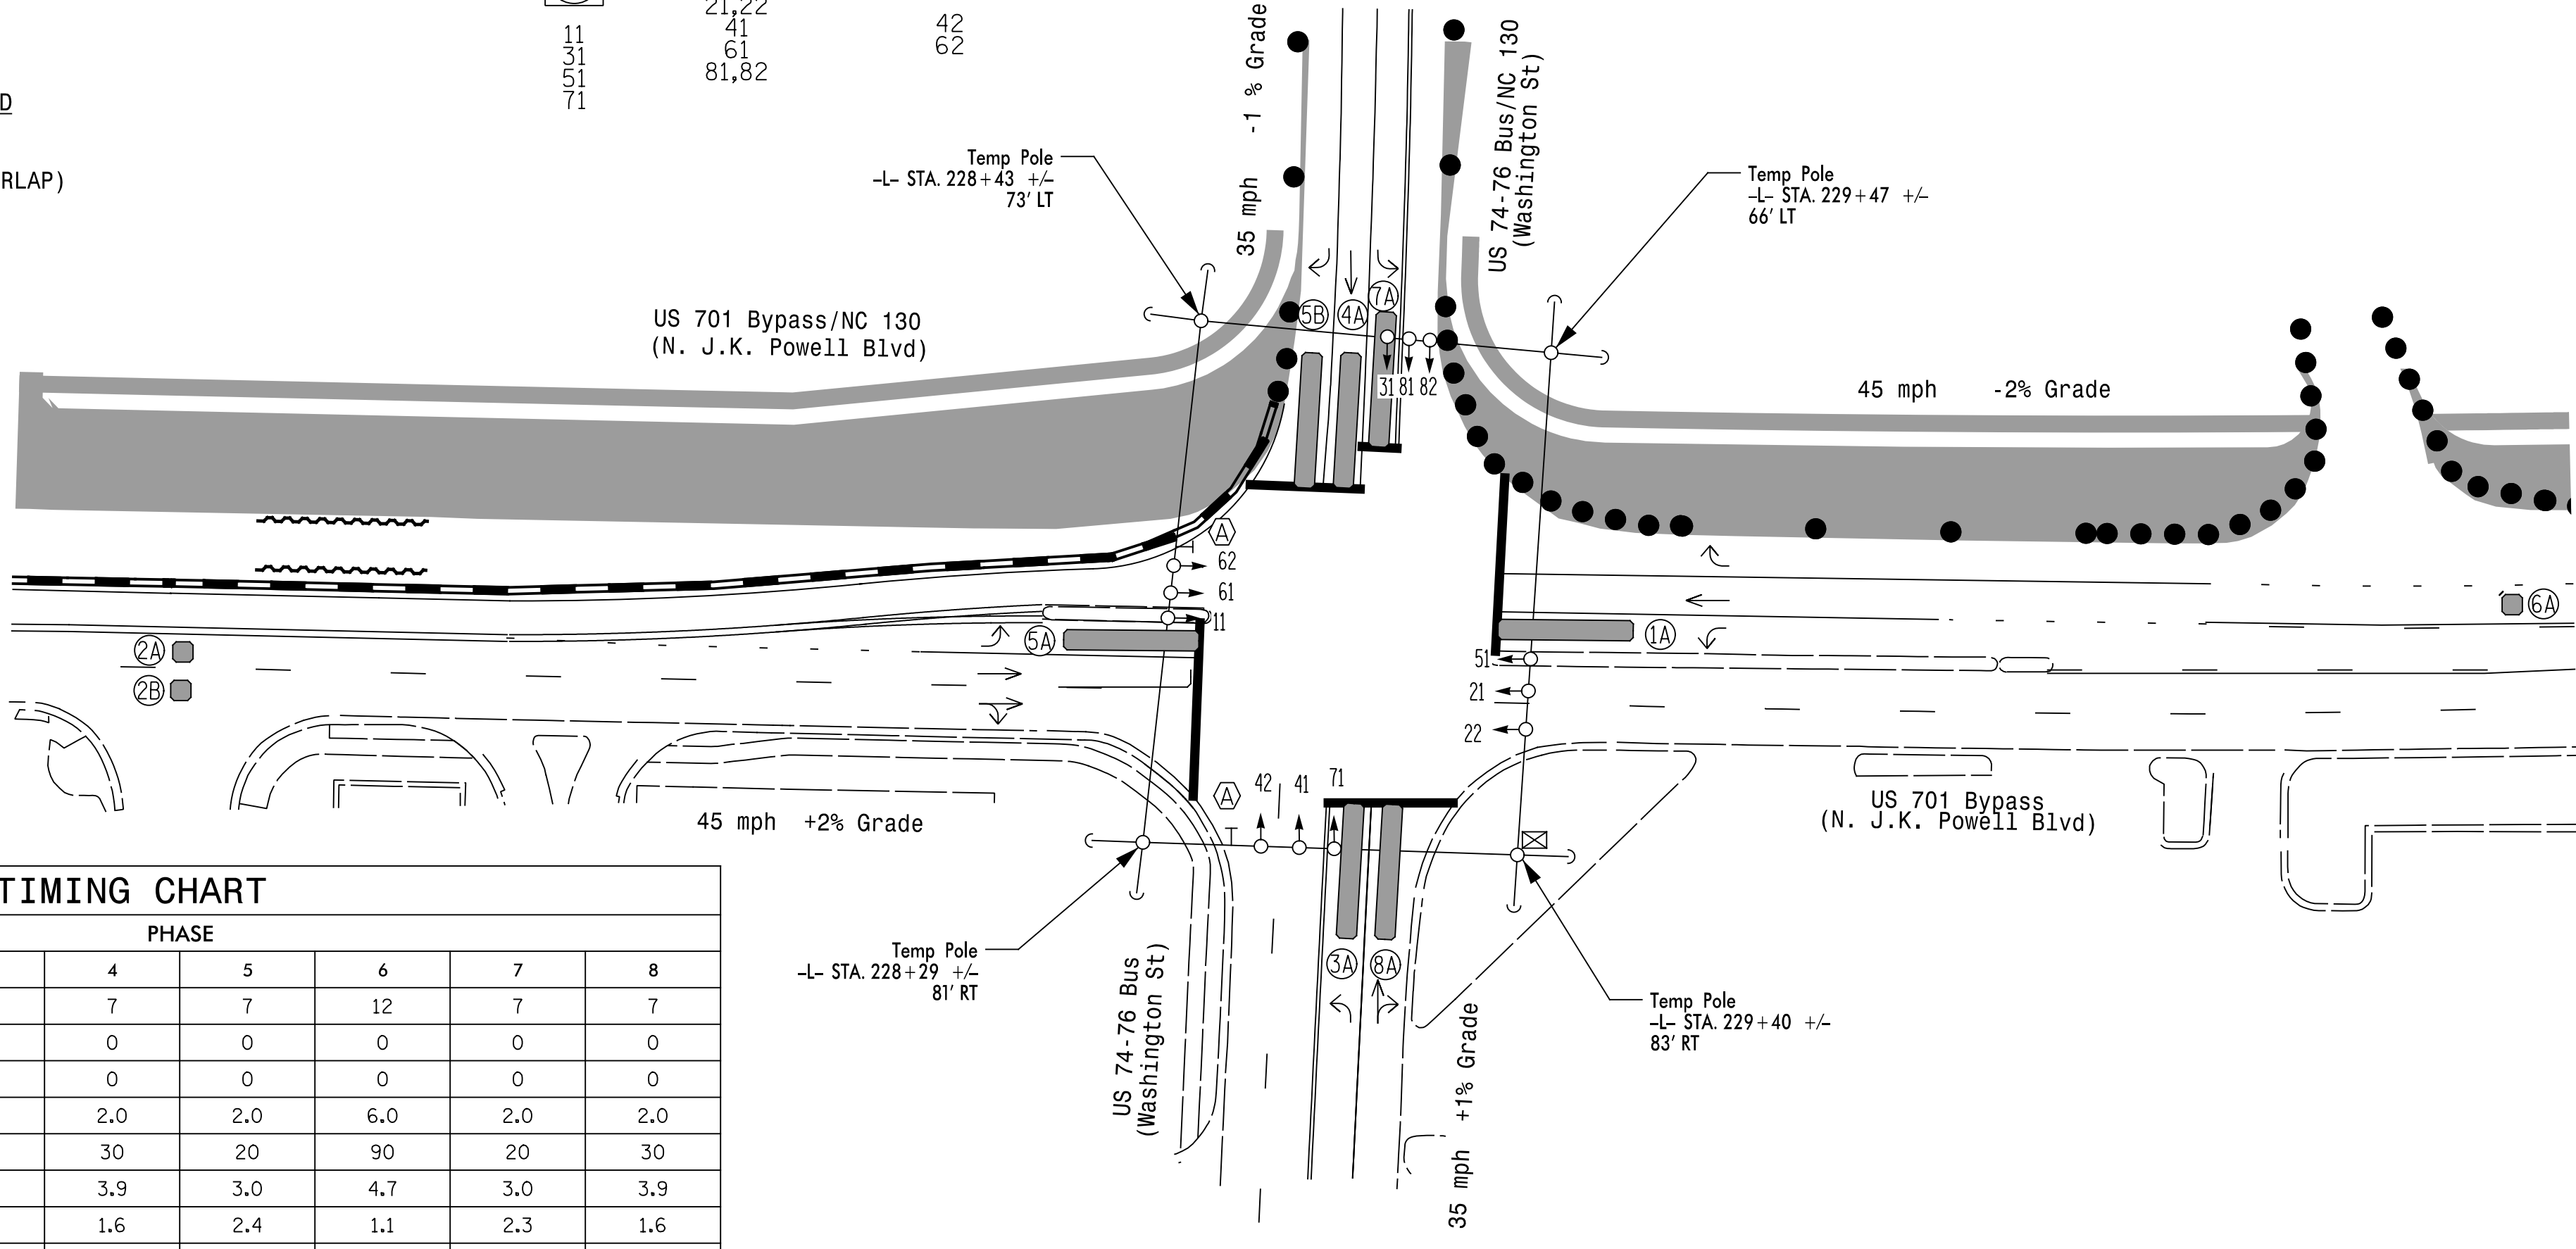 21,22
11 41 42
31 61 62
51 81,82
71
D
RLAP)
Temp Pole
-L- STA. 228+43 +/-
73' LT
35 mph -1 % Grade
US 74-76 Bus/NC 130
(Washington St)
Temp Pole
-L- STA. 229+47 +/-
66' LT
US 701 Bypass/NC 130
(N. J.K. Powell Blvd)
5B 4A 7A
31 81 82
45 mph -2% Grade
A
62
61
11
2A
2B
5A
1A
6A
51
21
22
42 41 71
A
45 mph +2% Grade
US 701 Bypass
(N. J.K. Powell Blvd)
Temp Pole
-L- STA. 228+29 +/-
81' RT
US 74-76 Bus
(Washington St)
3A 8A
35 mph +1% Grade
Temp Pole
-L- STA. 229+40 +/-
83' RT
TIMING CHART
PHASE
4 5 6 7 8
7 7 12 7 7
0 0 0 0 0
0 0 0 0 0
2.0 2.0 6.0 2.0 2.0
30 20 90 20 30
3.9 3.0 4.7 3.0 3.9
1.6 2.4 1.1 2.3 1.6